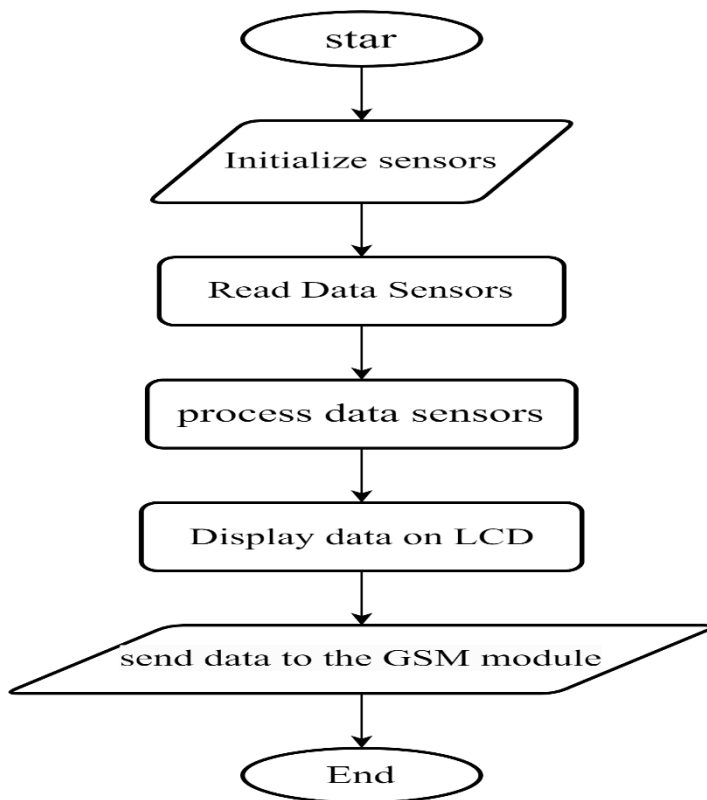 star
Initialize sensors
Read Data Sensors
process data sensors
Display data on LCD
send data to the GSM module
End